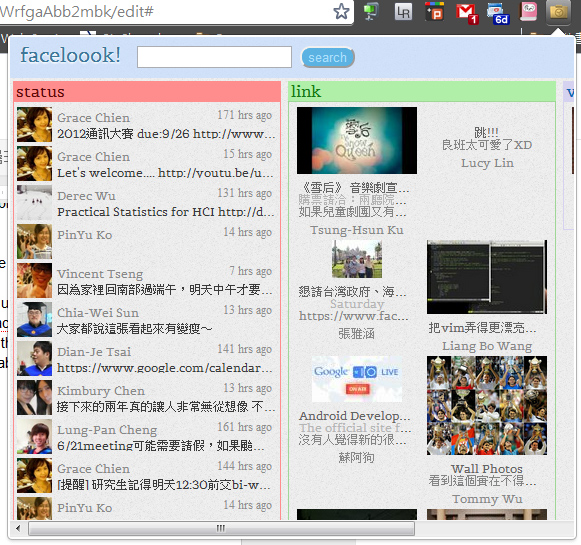 WrfgaAbb2mbk/edit#
LR
1
6d
faceloook!
search
status
Grace Chien 171 hrs ago
2012通訊大賽 due:9/26 http://www...
Grace Chien 15 hrs ago
Let's welcome.... http://youtu.be/u...
Derec Wu 131 hrs ago
Practical Statistics for HCI http://d...
PinYu Ko 14 hrs ago
Vincent Tseng 7 hrs ago
因為家裡回南部過端午，明天中午才要...
Chia-Wei Sun 13 hrs ago
大家都說這張看起來有變瘦～
Dian-Je Tsai 141 hrs ago
https://www.google.com/calendar...
Kimbury Chen 13 hrs ago
接下來的兩年真的讓人非常無從想像 不...
Lung-Pan Cheng 161 hrs ago
6/21meeting可能需要請假，如果颱...
Grace Chien 144 hrs ago
[提醒] 研究生記得明天12:30前交bi-w...
PinYu Ko 14 hrs ago
link
雪后
Queen
《雪后》 音樂劇宣...
購票請洽：兩廳院...
如果兒童劇團又有...
Tsung-Hsun Ku
跳!!!
良班太可愛了XD
Lucy Lin
懇請台灣政府、海...
Saturday
https://www.fac...
張雅涵
把vim弄得更漂亮...
Liang Bo Wang
Google I/O LIVE
ON AIR
Android Develop...
The official site f...
沒有人覺得新的很...
蘇阿狗
Wall Photos
看到這個實在不得...
Tommy Wu
v